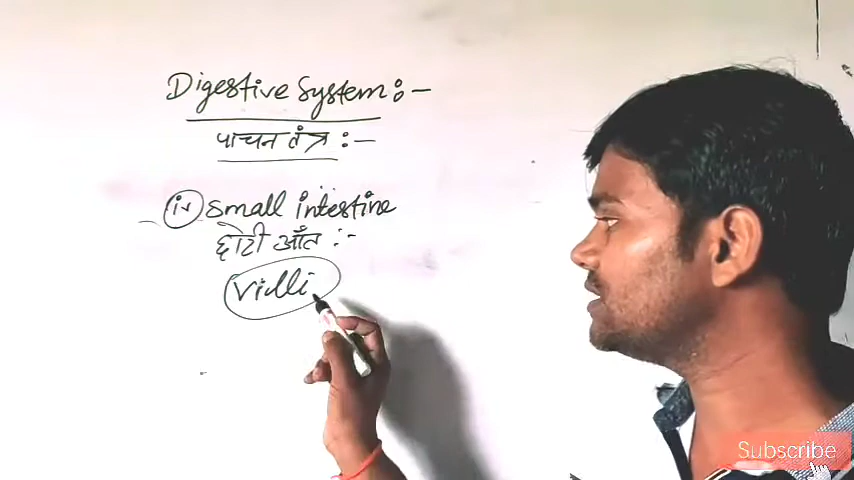 Digestive System :-
पाचन तंत्र :-
(iv) small intestine
छोटी आँत :-
villi
Subscribe